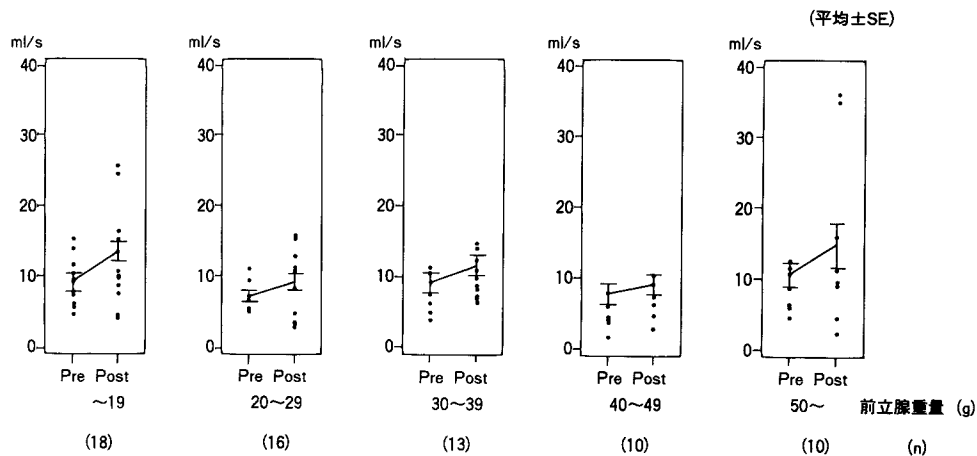 (平均±SE)
ml/s ml/s ml/s ml/s ml/s
40 40 40 40 40
30 30 30 30 30
20 20 20 20 20
10 10 10 10 10
0 0 0 0 0
Pre Post Pre Post Pre Post Pre Post Pre Post
～19 20～29 30～39 40～49 50～ 前立腺重量 (g)
(18) (16) (13) (10) (10) (n)